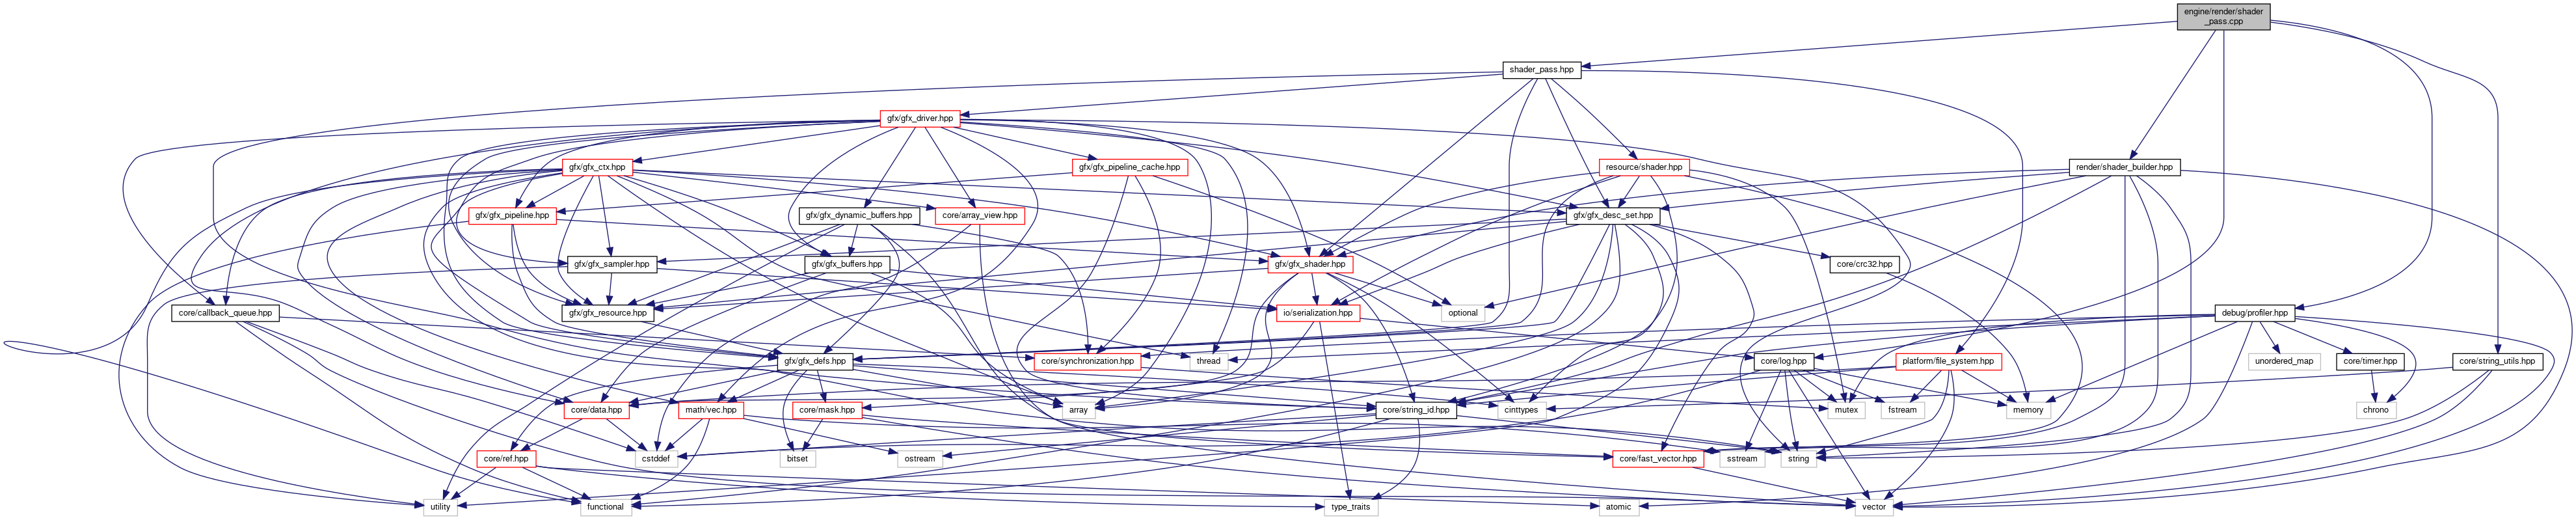 engine/render/shader
_pass.cpp
shader_pass.hpp
gfx/gfx_driver.hpp
gfx/gfx_ctx.hpp
gfx/gfx_pipeline_cache.hpp
resource/shader.hpp
render/shader_builder.hpp
gfx/gfx_pipeline.hpp
gfx/gfx_dynamic_buffers.hpp
core/array_view.hpp
gfx/gfx_desc_set.hpp
gfx/gfx_sampler.hpp
gfx/gfx_buffers.hpp
gfx/gfx_shader.hpp
core/crc32.hpp
core/callback_queue.hpp
gfx/gfx_resource.hpp
io/serialization.hpp
optional
debug/profiler.hpp
gfx/gfx_defs.hpp
core/synchronization.hpp
thread
core/log.hpp
platform/file_system.hpp
unordered_map
core/timer.hpp
core/string_utils.hpp
core/data.hpp
math/vec.hpp
core/mask.hpp
array
core/string_id.hpp
cinttypes
mutex
fstream
memory
chrono
core/ref.hpp
cstddef
bitset
ostream
core/fast_vector.hpp
sstream
string
utility
functional
type_traits
atomic
vector